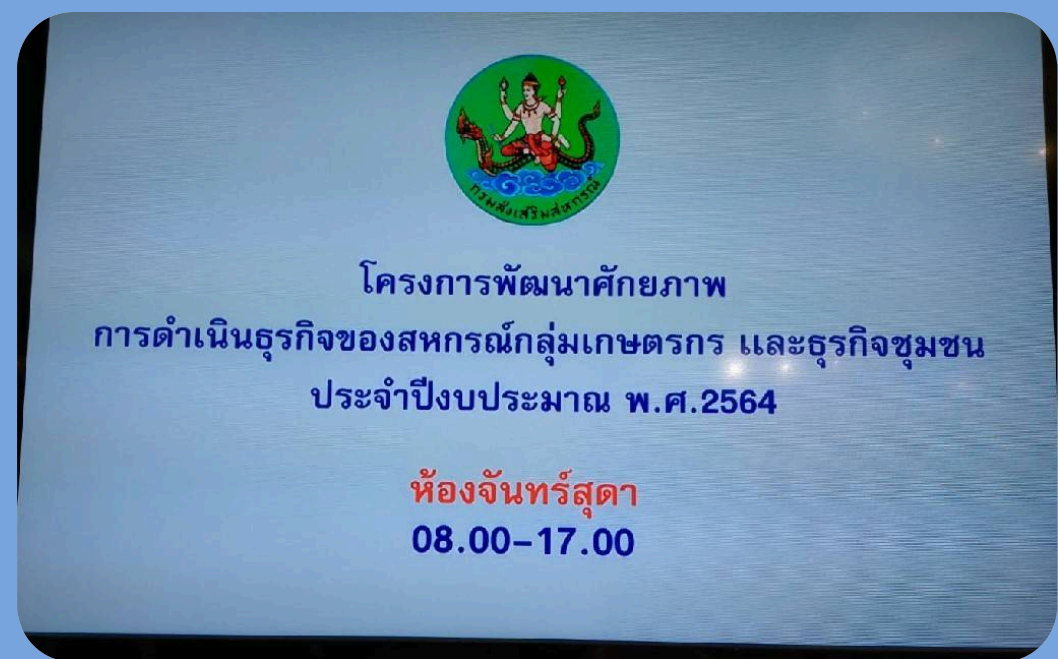 กรมส่งเสริมสหกรณ์
โครงการพัฒนาศักยภาพ
การดำเนินธุรกิจของสหกรณ์กลุ่มเกษตรกร และธุรกิจชุมชน
ประจำปีงบประมาณ พ.ศ.2564
ห้องจันทร์สุดา
08.00-17.00